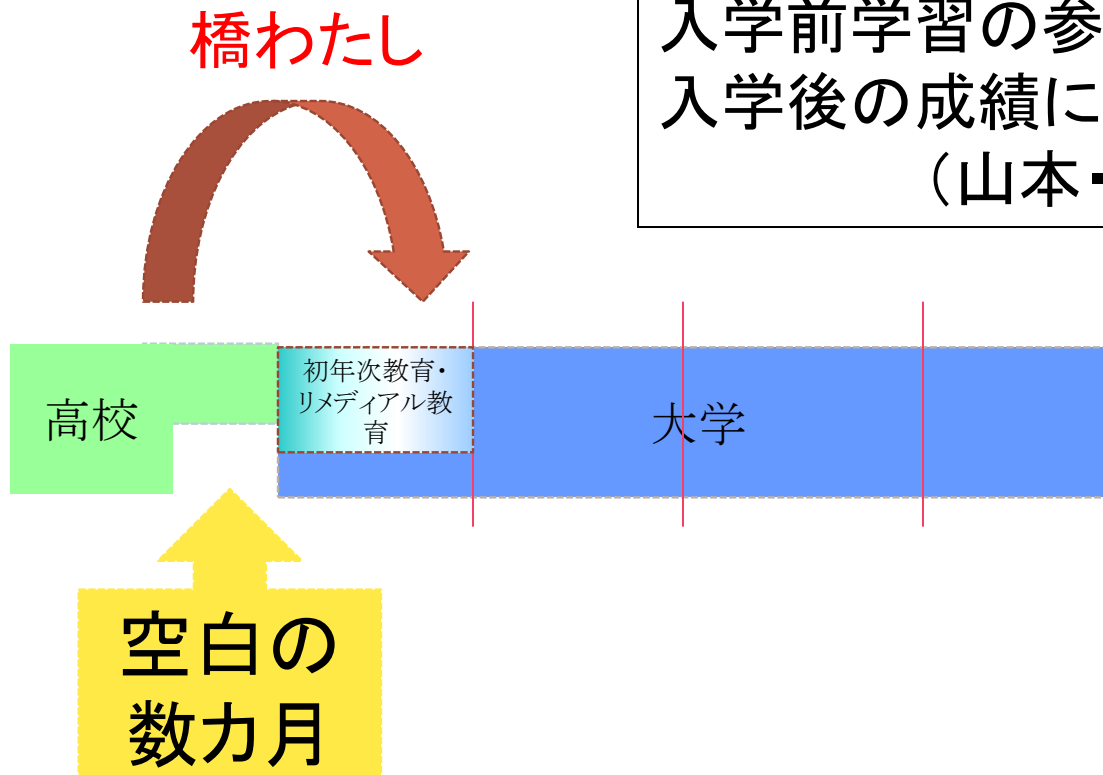 橋わたし
入学前学習の参
入学後の成績に
（山本・
高校
初年次教育・
リメディアル教
育
大学
空白の
数カ月